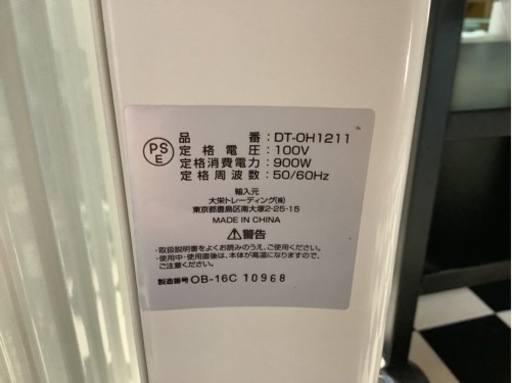 PS
E
品 番:DT-OH1211
定格電圧:100V
定格消費電力:900W
定格周波数:50/60Hz
輸入元
大栄トレーディング(株)
東京都豊島区南大塚2-25-15
MADE IN CHINA
⚠警告
・取扱説明書をよくお読みのうえ、ご使用ください。
・使用中・使用直後は、本体が高温になりますので、
ご注意ください。
製造番号 OB-16C 10968